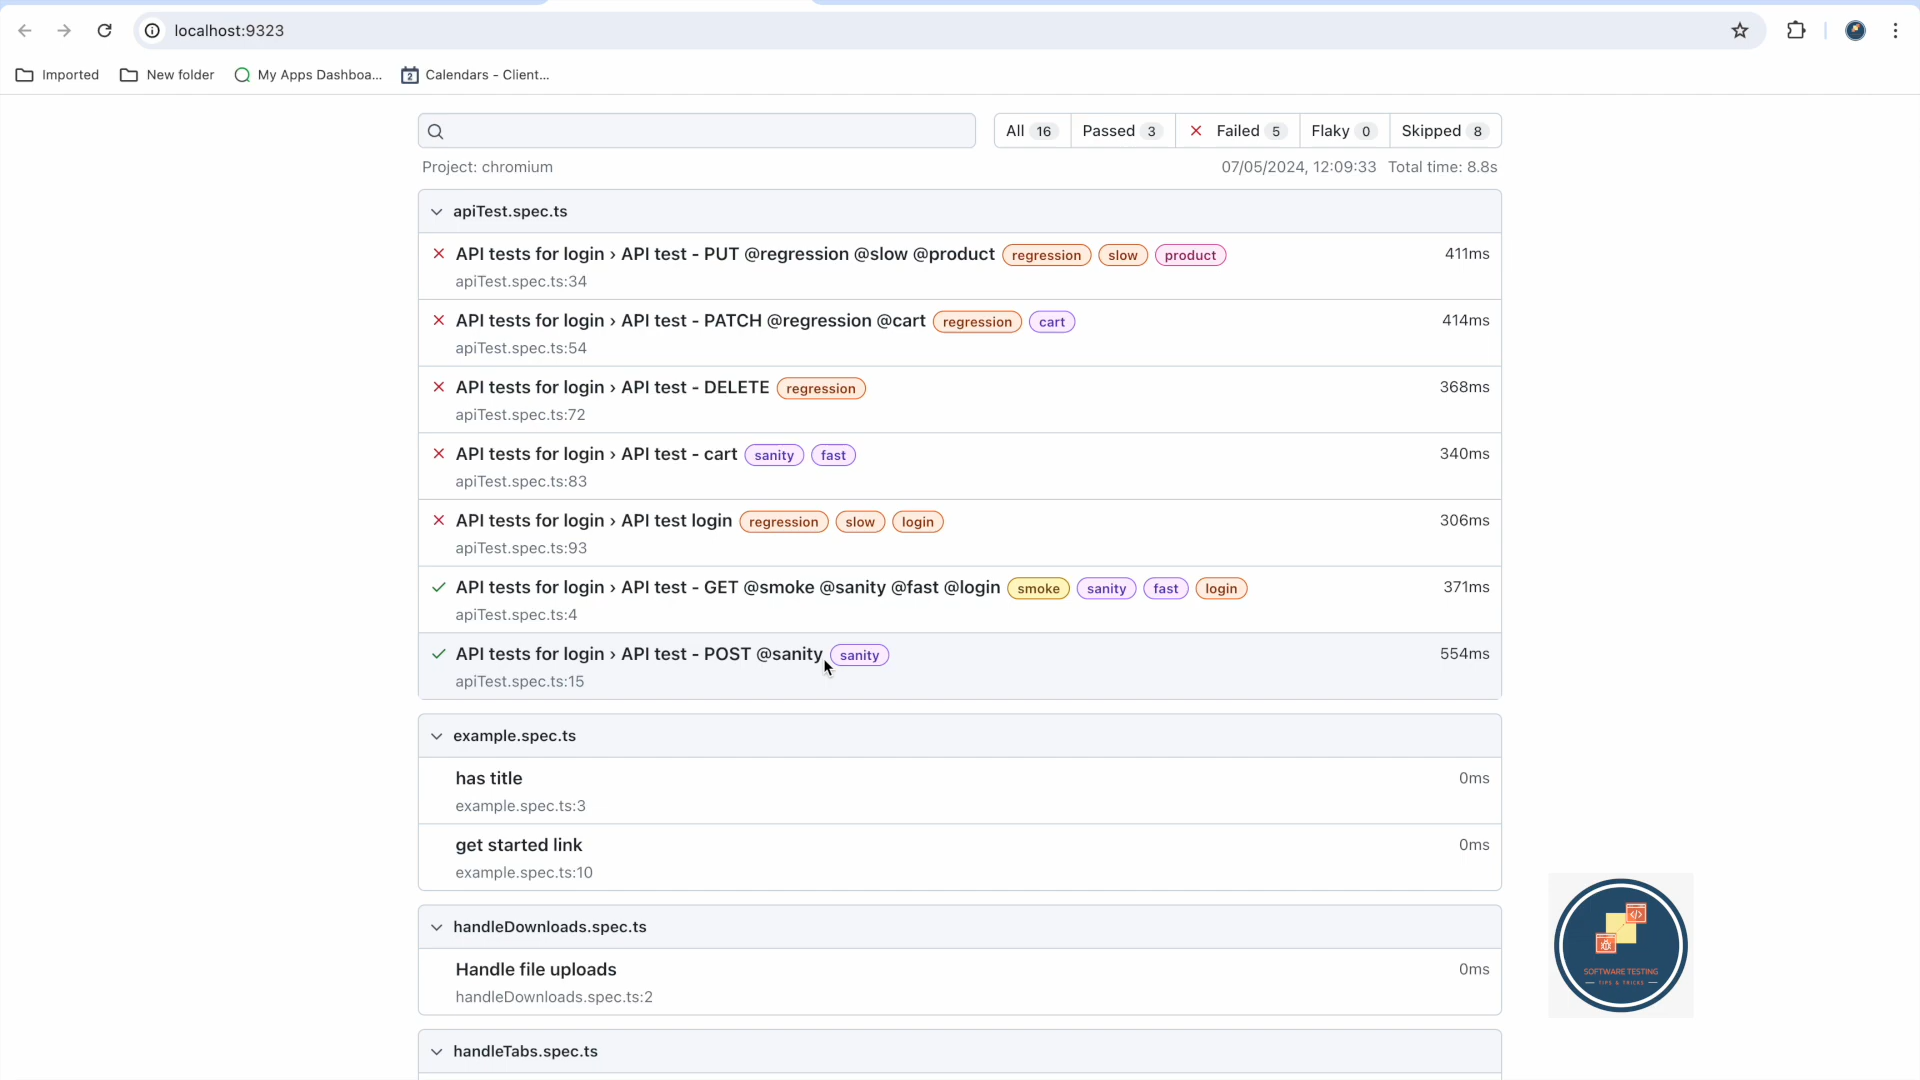 localhost:9323
Imported New folder My Apps Dashboa... 2 Calendars - Client...
All 16 Passed 3 Failed 5 Flaky 0 Skipped 8
Project: chromium 07/05/2024, 12:09:33 Total time: 8.8s
apiTest.spec.ts
API tests for login › API test - PUT @regression @slow @product regression slow product 411ms
apiTest.spec.ts:34
API tests for login › API test - PATCH @regression @cart regression cart 414ms
apiTest.spec.ts:54
API tests for login › API test - DELETE regression 368ms
apiTest.spec.ts:72
API tests for login › API test - cart sanity fast 340ms
apiTest.spec.ts:83
API tests for login › API test login regression slow login 306ms
apiTest.spec.ts:93
API tests for login › API test - GET @smoke @sanity @fast @login smoke sanity fast login 371ms
apiTest.spec.ts:4
API tests for login › API test - POST @sanity sanity 554ms
apiTest.spec.ts:15
example.spec.ts
has title 0ms
example.spec.ts:3
get started link 0ms
example.spec.ts:10
handleDownloads.spec.ts
Handle file uploads 0ms
handleDownloads.spec.ts:2
handleTabs.spec.ts
</>
SOFTWARE TESTING
— TIPS & TRICKS —